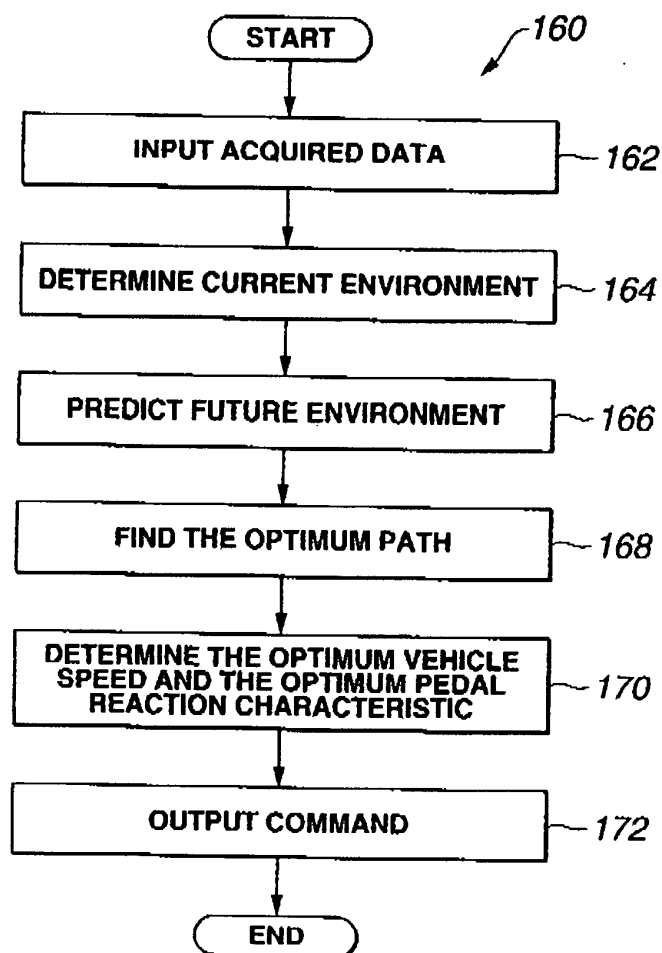 START
160
INPUT ACQUIRED DATA
162
DETERMINE CURRENT ENVIRONMENT
164
PREDICT FUTURE ENVIRONMENT
166
FIND THE OPTIMUM PATH
168
DETERMINE THE OPTIMUM VEHICLE
SPEED AND THE OPTIMUM PEDAL
REACTION CHARACTERISTIC
170
OUTPUT COMMAND
172
END